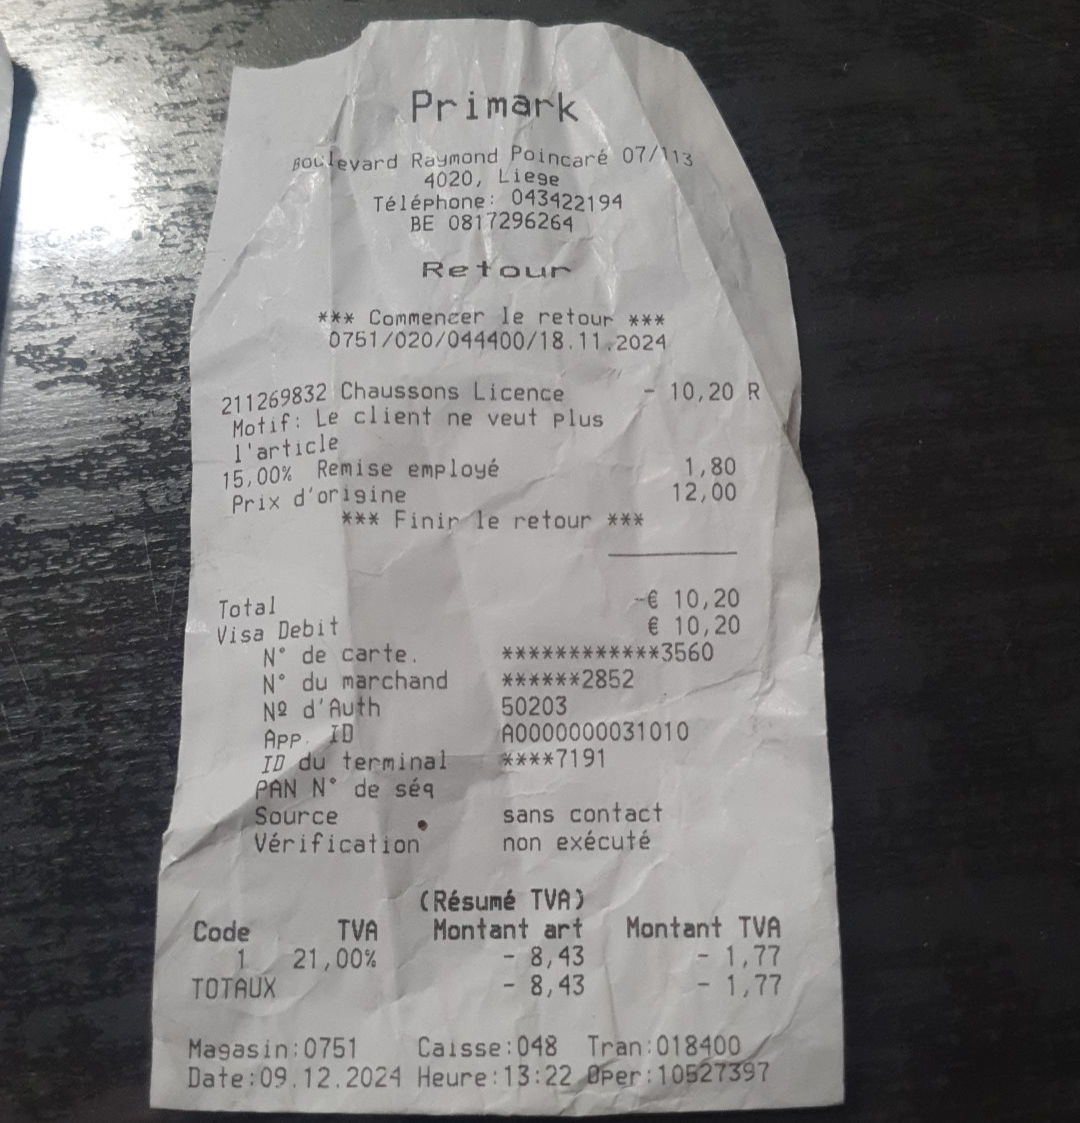 Primark
Boulevard Raymond Poincaré 07/113
4020, Liege
Téléphone: 043422194
BE 0817296264
Retour
*** Commencer le retour ***
0751/020/044400/18.11.2024
211269832 Chaussons Licence - 10,20 R
Motif: Le client ne veut plus
l'article
15,00% Remise employé 1,80
Prix d'origine 12,00
*** Finir le retour ***
Total -€ 10,20
Visa Debit € 10,20
N° de carte. ************3560
N° du marchand ******2852
Nº d'Auth 50203
App. ID A0000000031010
ID du terminal ****7191
PAN N° de séq
Source sans contact
Vérification non exécuté
(Résumé TVA)
Code TVA Montant art Montant TVA
1 21,00% - 8,43 - 1,77
TOTAUX - 8,43 - 1,77
Magasin:0751 Caisse:048 Tran:018400
Date:09.12.2024 Heure:13:22 Oper:10527397